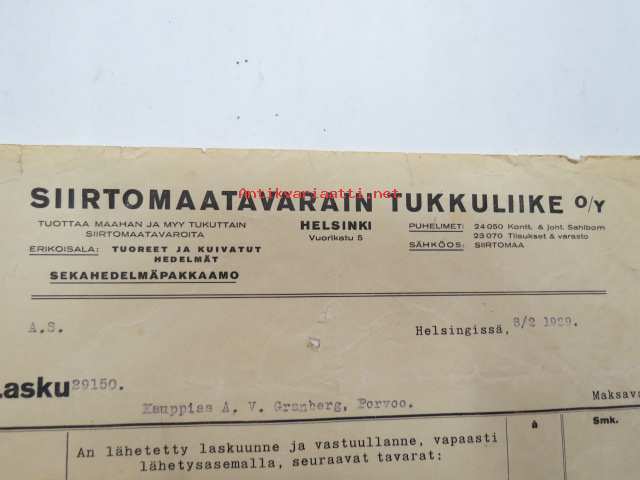 SIIRTOMAATAVARAIN TUKKULIIKE O/Y
TUOTTAA MAAHAN JA MYY TUKUTTAIN
SIIRTOMAATAVAROITA
ERIKOISALA: TUOREET JA KUIVATUT
HEDELMÄT
SEKAHEDELMÄPAKKAAMO
HELSINKI
Vuorikatu 5
PUHELIMET: 24 050 Kontt. & joht. Sahlbom
23 070 Tilaukset & varasto
SÄHKÖOS: SIIRTOMAA
Antikvariaatti.net
A.S.
Helsingissä, 8/2 1929.
Lasku 29150.
Kauppias A. V. Granberg, Porvoo.
Maksava
An lähetetty laskuunne ja vastuullanne, vapaasti
lähetysasemalla, seuraavat tavarat:
à
Smk.